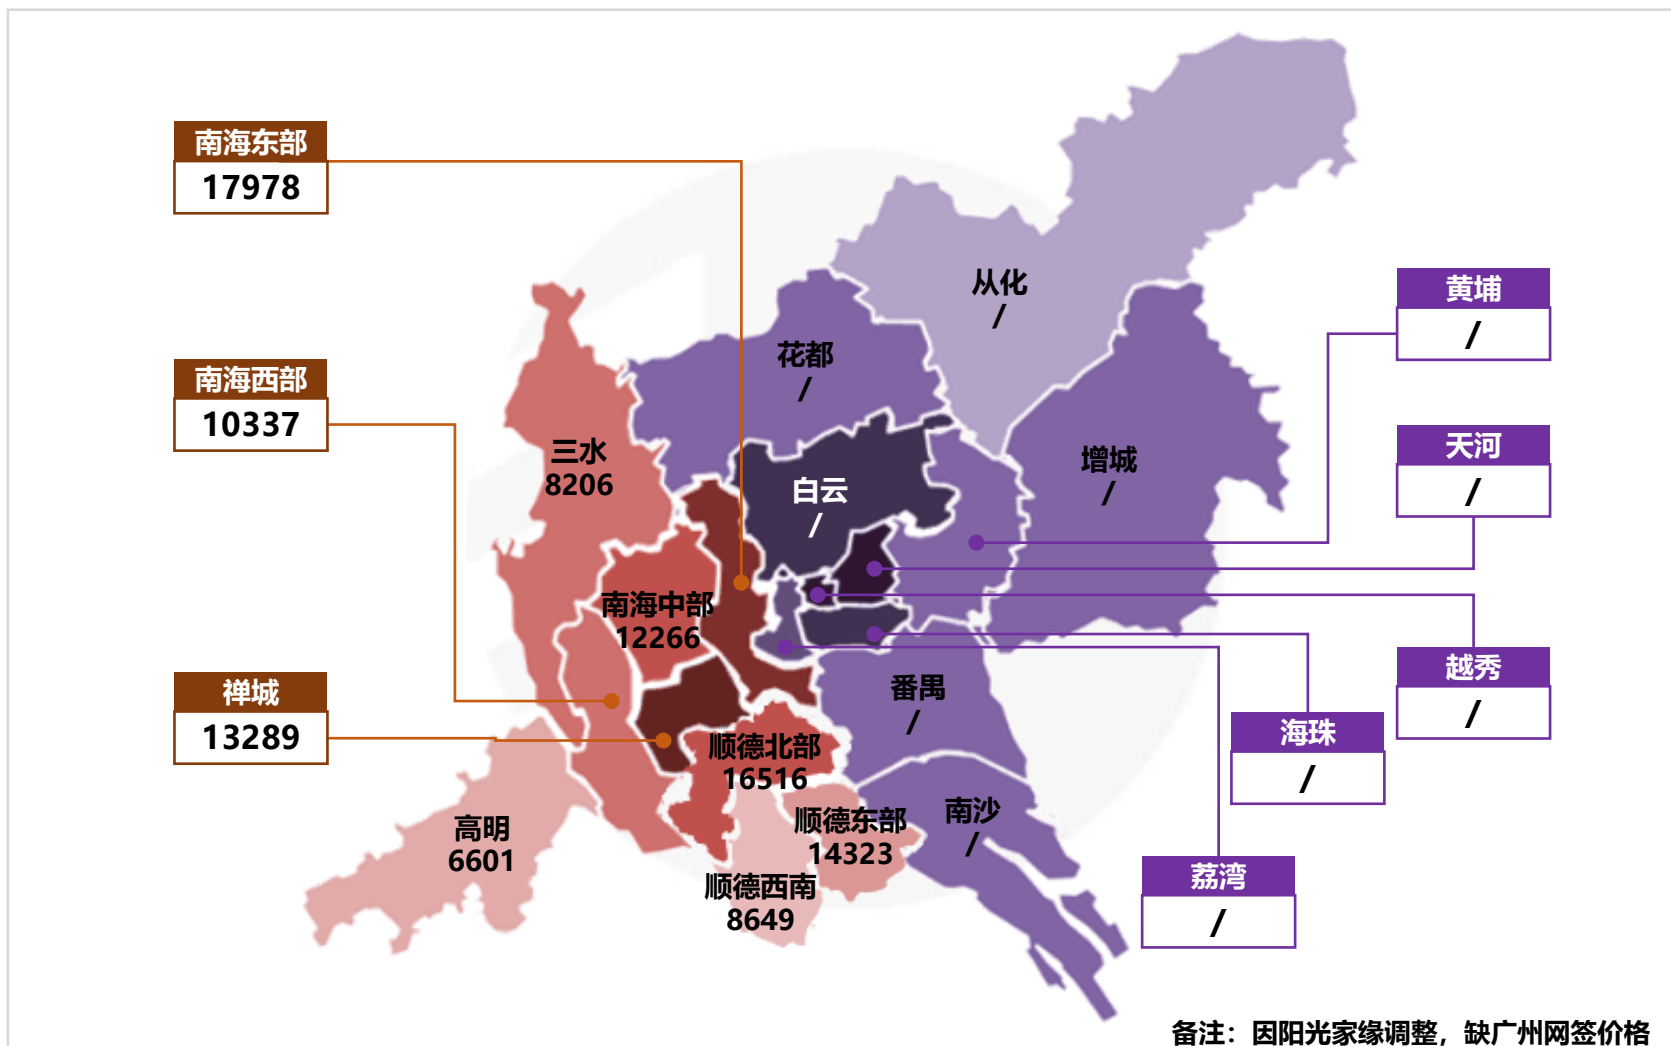 南海东部
17978
南海西部
10337
禅城
13289
从化
/
花都
/
三水
8206
白云
/
增城
/
南海中部
12266
番禺
/
顺德北部
16516
南沙
/
顺德东部
14323
高明
6601
顺德西南
8649
黄埔
/
天河
/
越秀
/
海珠
/
荔湾
/
备注：因阳光家缘调整，缺广州网签价格